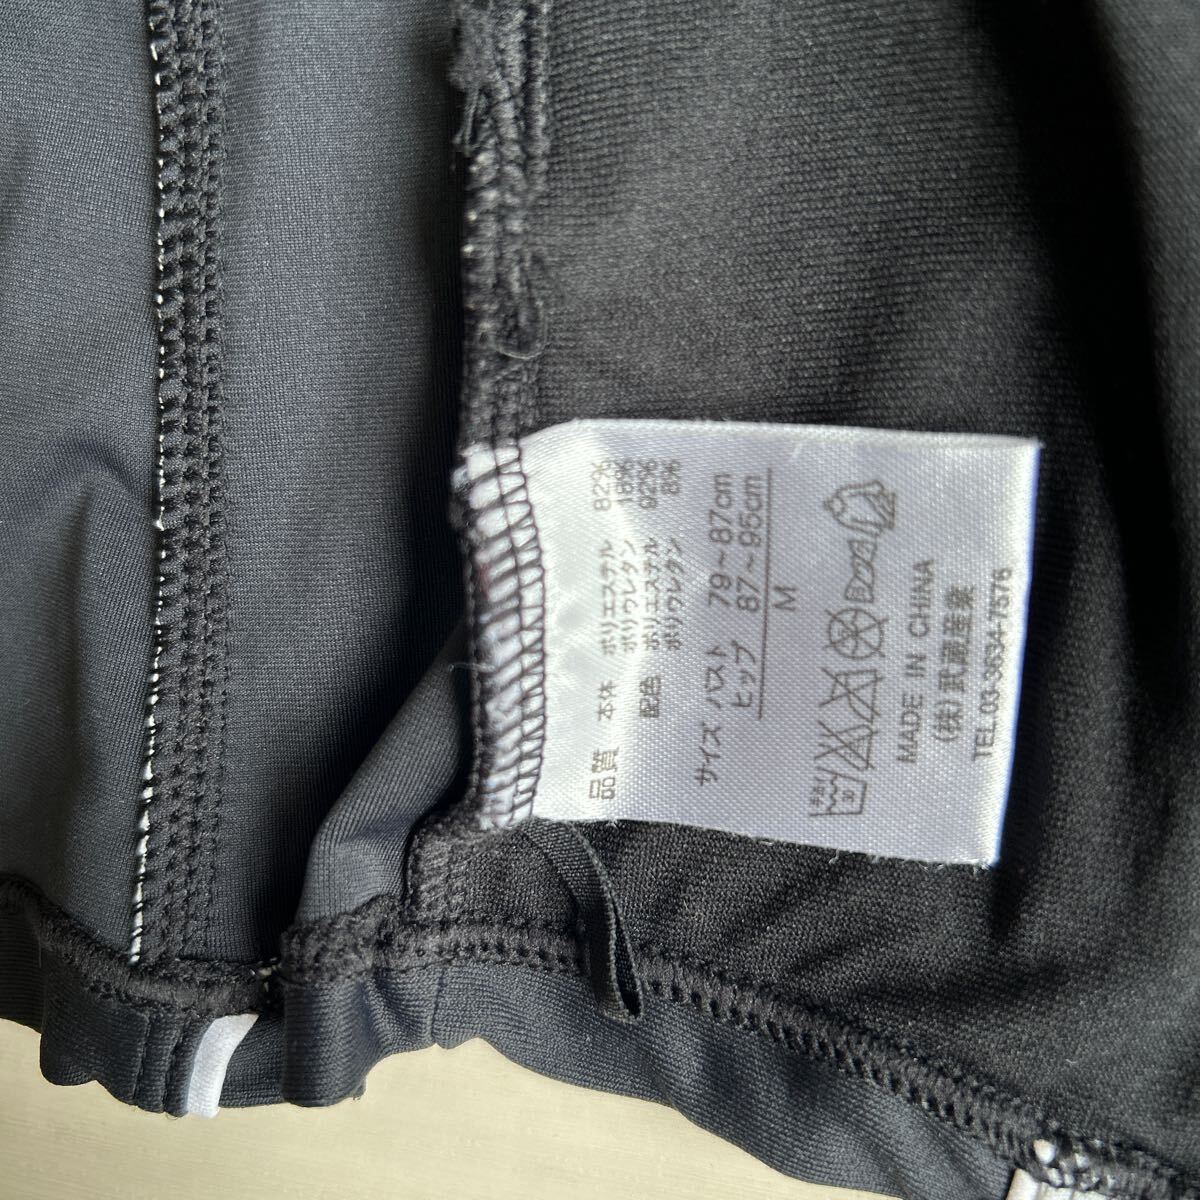 品質 本体 ポリエステル 82%
ポリウレタン 18%
配色 ポリエステル 92%
ポリウレタン 8%
サイズ バスト 79～87cm
ヒップ 87～95cm
M
MADE IN CHINA
(株)武蔵産業
TEL.03-3634-7576